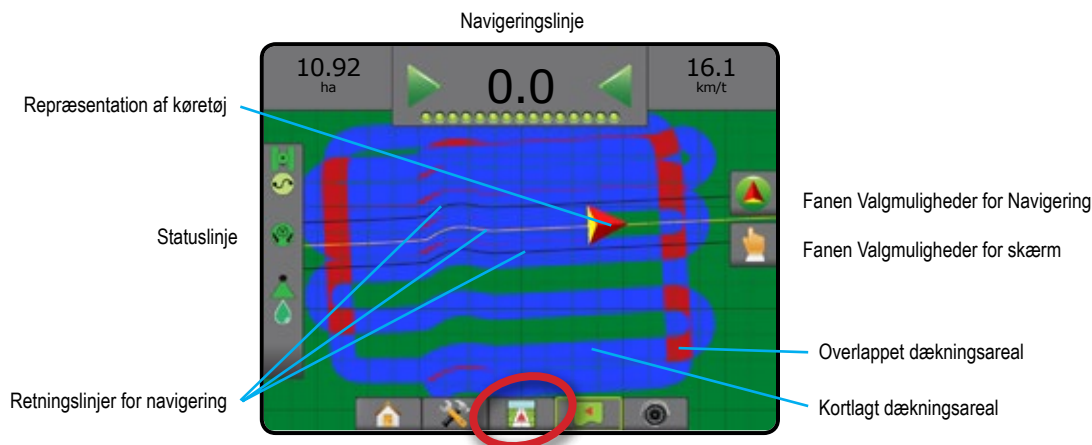 Navigeringslinje
10.92
ha
0.0
16.1
km/t
Repræsentation af køretøj
Statuslinje
Retningslinjer for navigering
Fanen Valgmuligheder for Navigering
Fanen Valgmuligheder for skærm
Overlappet dækningsareal
Kortlagt dækningsareal